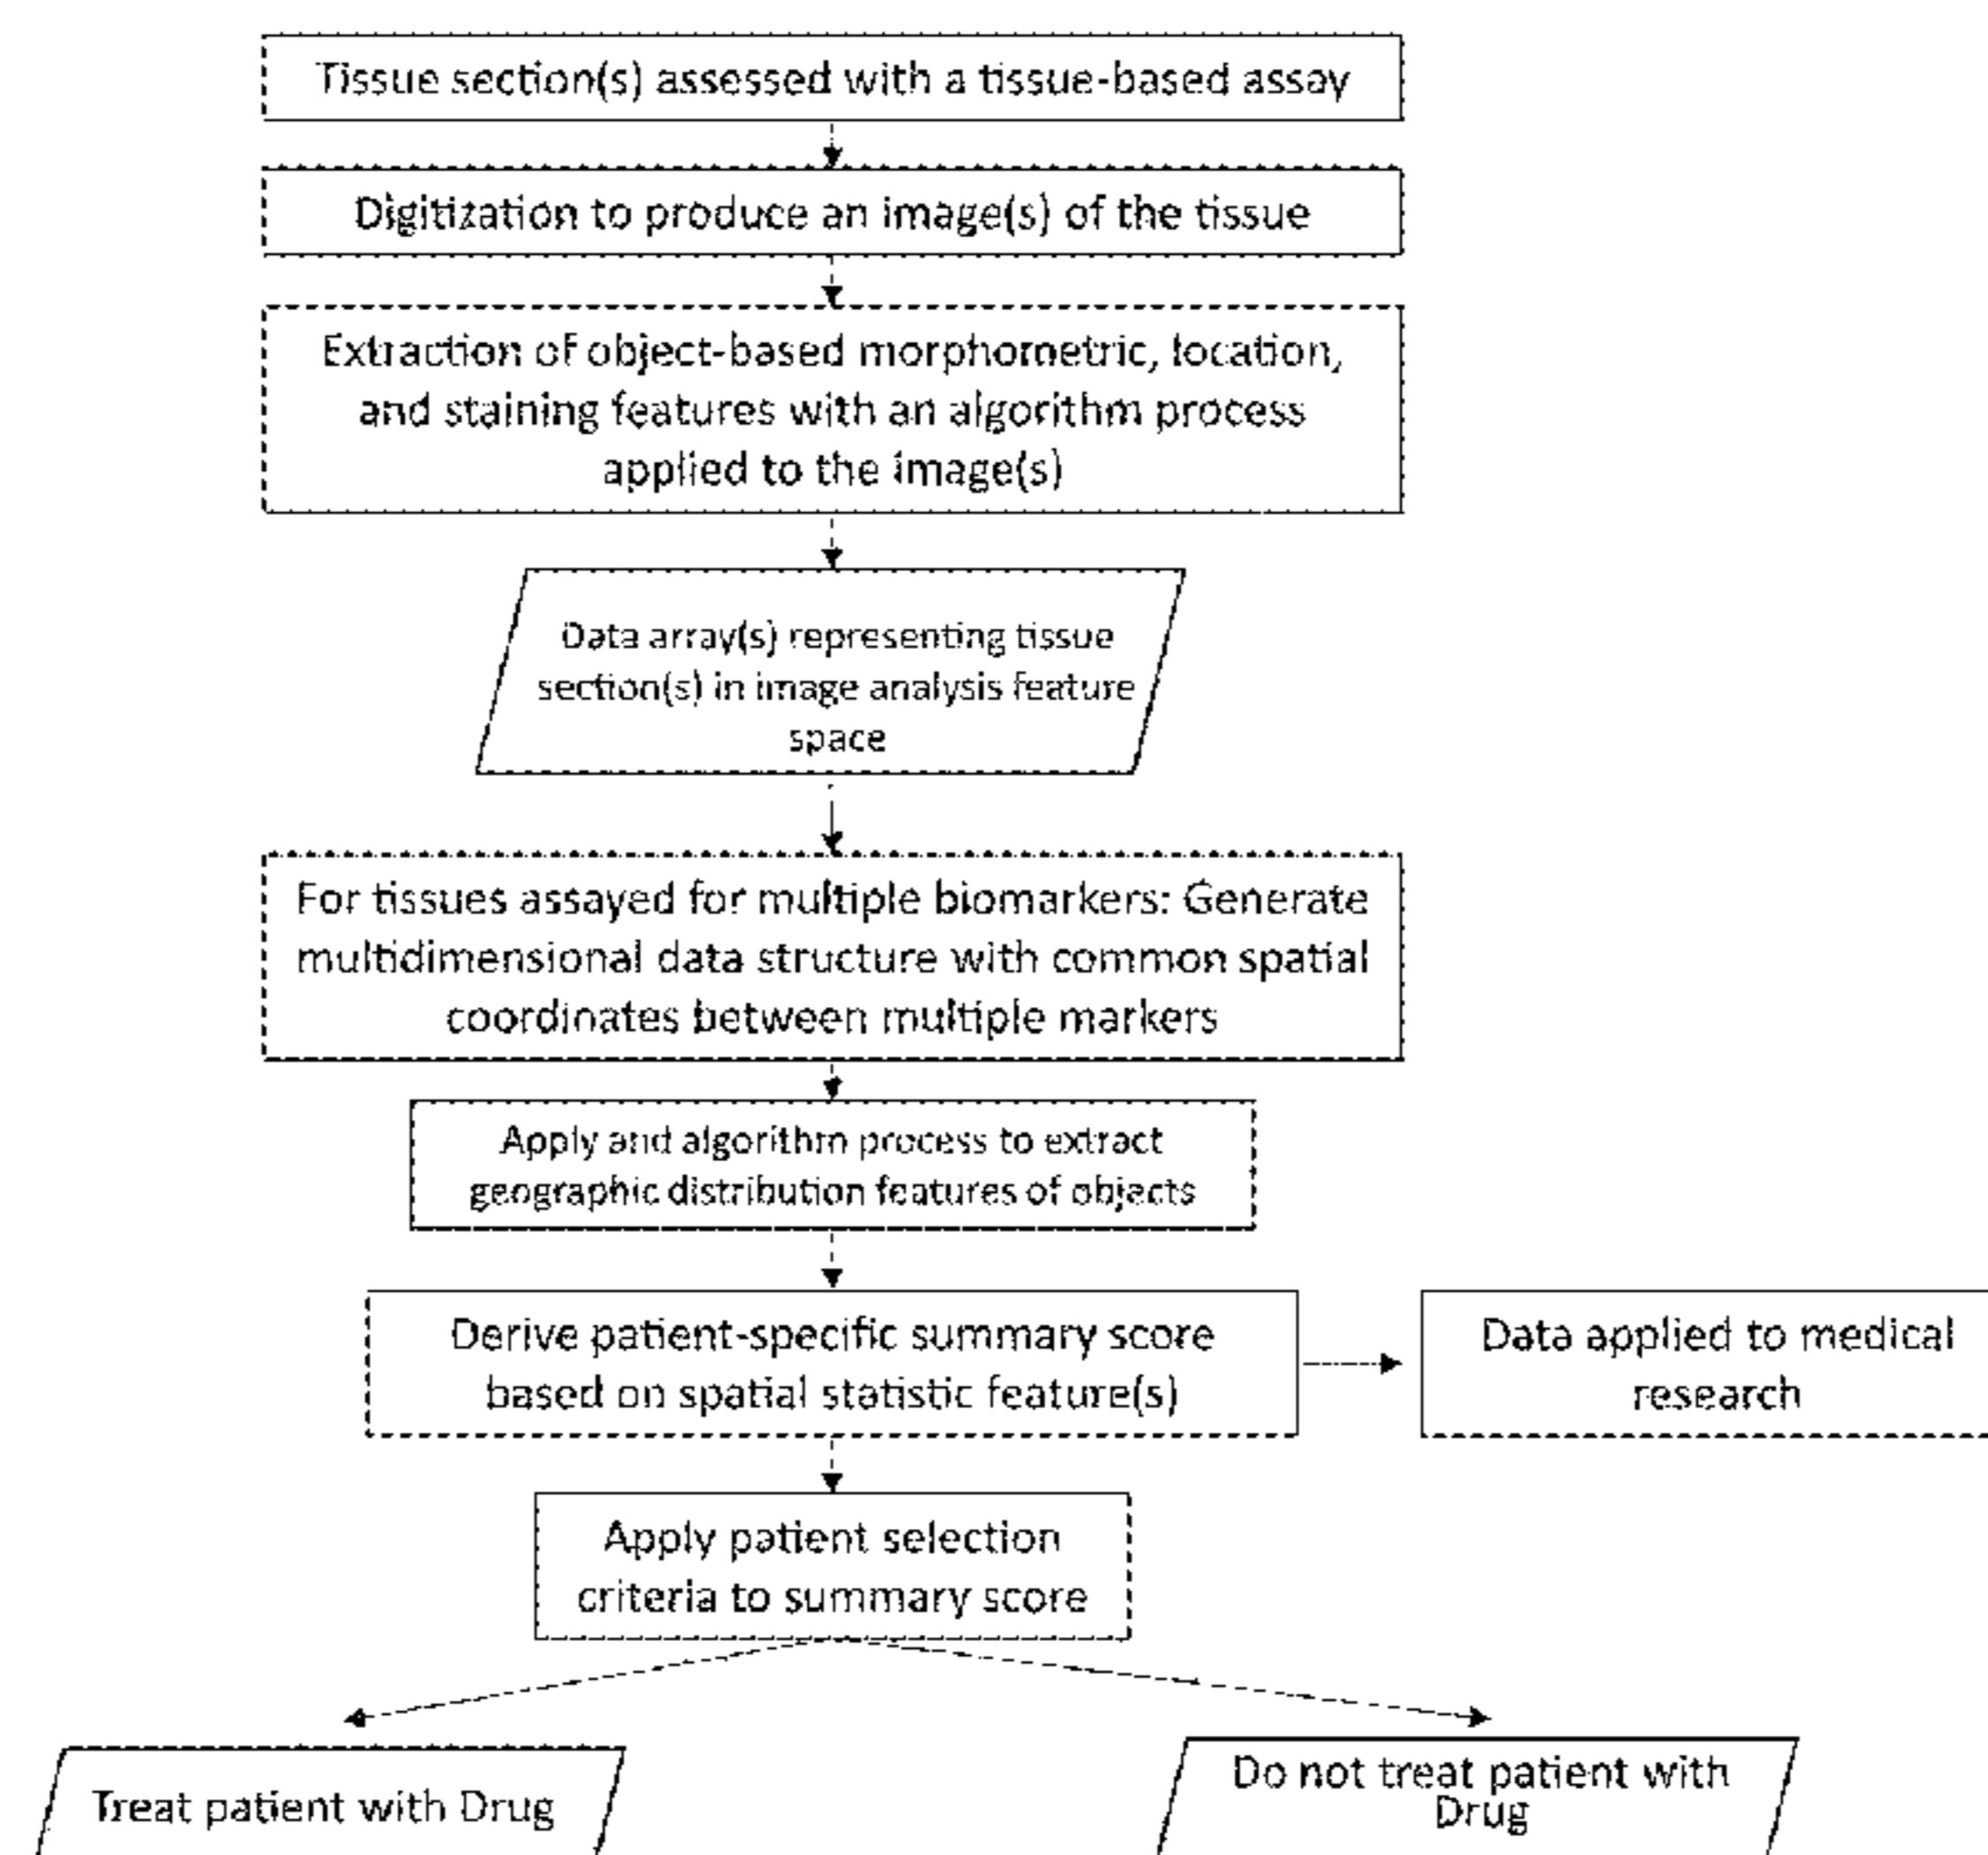 Tissue section(s) assessed with a tissue-based assay
Digitization to produce an image(s) of the tissue
Extraction of object-based morphometric, location,
and staining features with an algorithm process
applied to the image(s)
Data array(s) representing tissue
section(s) in image analysis feature
space
For tissues assayed for multiple biomarkers: Generate
multidimensional data structure with common spatial
coordinates between multiple markers
Apply and algorithm process to extract
geographic distribution features of objects
Derive patient-specific summary score
based on spatial statistic feature(s)
Data applied to medical
research
Apply patient selection
criteria to summary score
Treat patient with Drug
Do not treat patient with
Drug